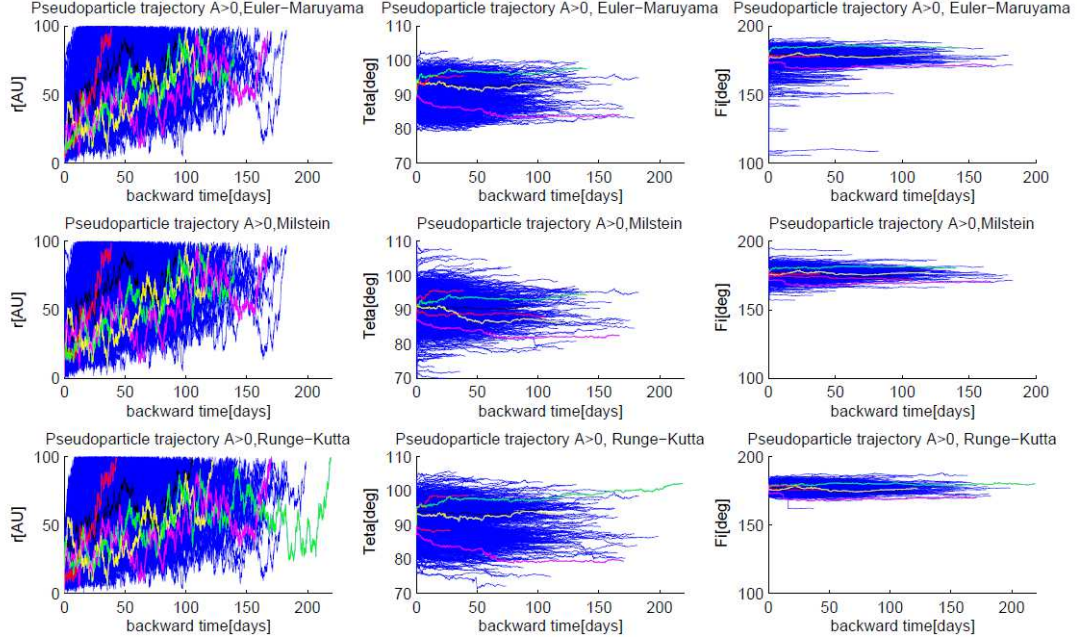 Pseudoparticle trajectory A>0,Euler−Maruyama
Pseudoparticle trajectory A>0, Euler−Maruyama
Pseudoparticle trajectory A>0, Euler−Maruyama
100
50
0
r[AU]
0 50 100 150 200
backward time[days]
110
100
90
80
70
Teta[deg]
0 50 100 150 200
backward time[days]
200
150
100
Fi[deg]
0 50 100 150 200
backward time[days]
Pseudoparticle trajectory A>0,Milstein
Pseudoparticle trajectory A>0,Milstein
Pseudoparticle trajectory A>0,Milstein
100
50
0
r[AU]
0 50 100 150 200
backward time[days]
110
100
90
80
70
Teta[deg]
0 50 100 150 200
backward time[days]
200
150
100
Fi[deg]
0 50 100 150 200
backward time[days]
Pseudoparticle trajectory A>0,Runge−Kutta
Pseudoparticle trajectory A>0, Runge−Kutta
Pseudoparticle trajectory A>0, Runge−Kutta
100
50
0
r[AU]
0 50 100 150 200
backward time[days]
110
100
90
80
70
Teta[deg]
0 50 100 150 200
backward time[days]
200
150
100
Fi[deg]
0 50 100 150 200
backward time[days]